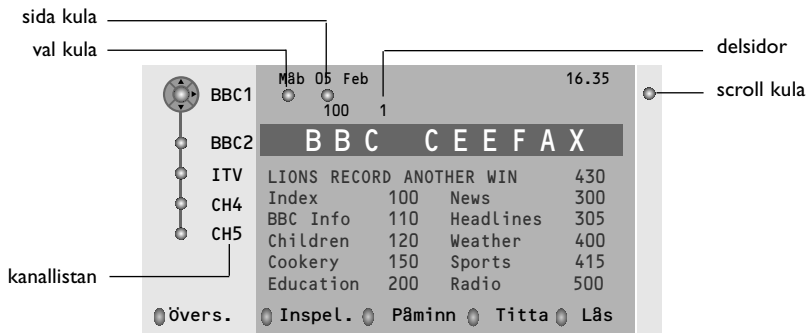 sida kula
val kula
delsidor
scroll kula
Måb 05 Feb 16.35
BBC1
100 1
BBC2 BBC CEEFAX
ITV LIONS RECORD ANOTHER WIN 430
Index 100 News 300
CH4
BBC Info 110 Headlines 305
CH5
Children 120 Weather 400
Cookery 150 Sports 415
kanallistan
Education 200 Radio 500
Övers. Inspel. Påminn Titta Lås